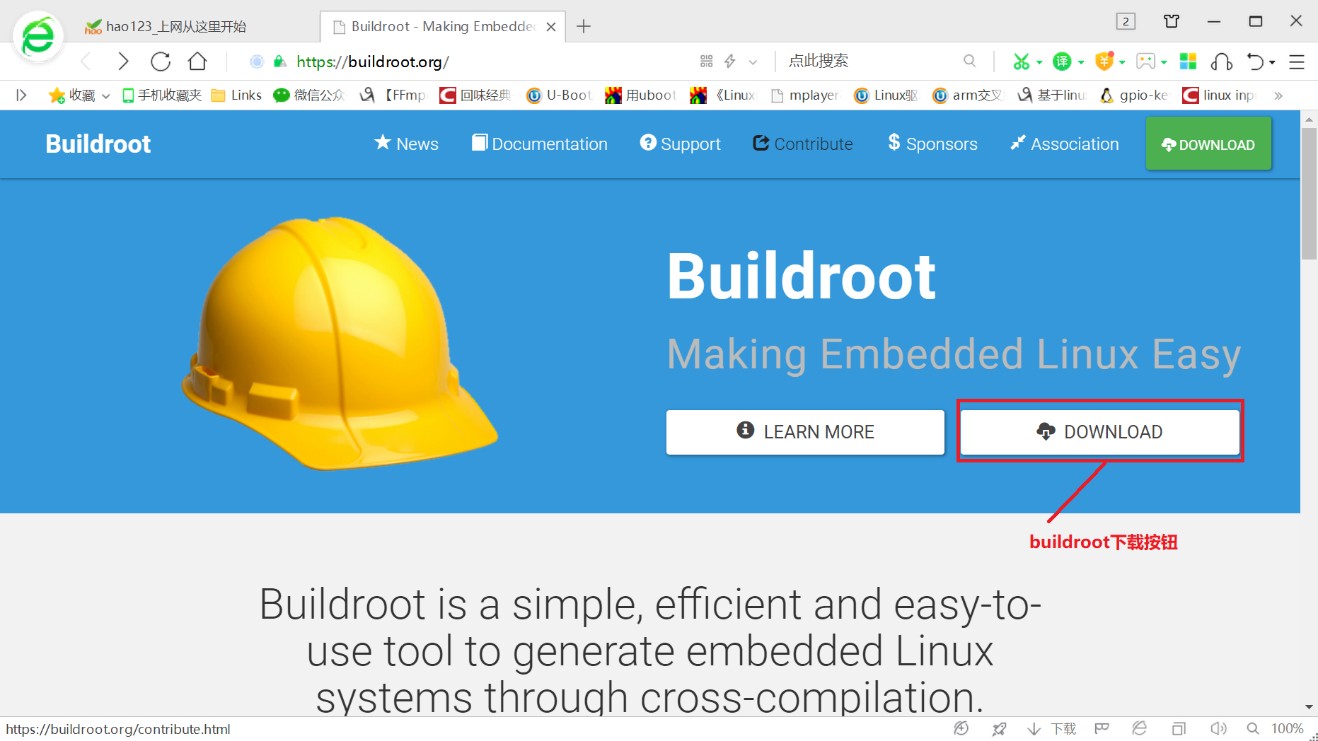 hao123_上网从这里开始
Buildroot - Making Embedde
2
https://buildroot.org/
点此搜索
译
收藏 手机收藏夹 Links 微信公众 【FFmp 回味经典 U-Boot 用uboot 《Linux mplayer Linux驱 arm交叉 基于linu gpio-ke linux inp »
Buildroot
News Documentation Support Contribute Sponsors Association DOWNLOAD
Buildroot
Making Embedded Linux Easy
LEARN MORE DOWNLOAD
buildroot下载按钮
Buildroot is a simple, efficient and easy-to-
use tool to generate embedded Linux
systems through cross-compilation.
https://buildroot.org/contribute.html
下载
100%